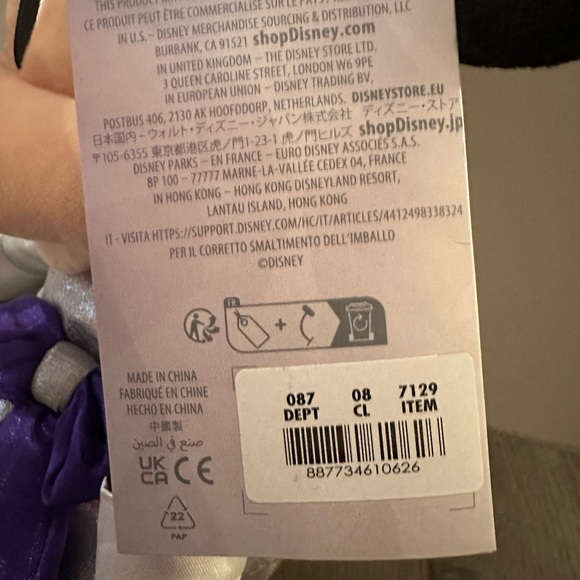 CE PRODUIT PEUT ÊTRE COMMERCIALISÉ SUR LE
IN U.S. – DISNEY MERCHANDISE SOURCING & DISTRIBUTION, LLC
BURBANK, CA 91521 shopDisney.com
IN UNITED KINGDOM – THE DISNEY STORE LTD.
3 QUEEN CAROLINE STREET, LONDON W6 9PE
IN EUROPEAN UNION – DISNEY TRADING BV,
POSTBUS 406, 2130 AK HOOFDDORP, NETHERLANDS. DISNEYSTORE.EU
日本国内 – ウォルト・ディズニー・ジャパン株式会社 ディズニー・ストア
〒105-6355 東京都港区虎ノ門1-23-1 虎ノ門ヒルズ shopDisney.jp
DISNEY PARKS – EN FRANCE – EURO DISNEY ASSOCIÉS S.A.S.
BP 100 – 77777 MARNE-LA-VALLÉE CEDEX 04, FRANCE
IN HONG KONG – HONG KONG DISNEYLAND RESORT,
LANTAU ISLAND, HONG KONG
IT - VISITA HTTPS://SUPPORT.DISNEY.COM/HC/IT/ARTICLES/4412498338324
PER IL CORRETTO SMALTIMENTO DELL'IMBALLO
©DISNEY
FR
+
MADE IN CHINA
FABRIQUÉ EN CHINE
HECHO EN CHINA
中國製
صنع في الصين
UK
CA CE
22
PAP
087 08 7129
DEPT CL ITEM
887734610626